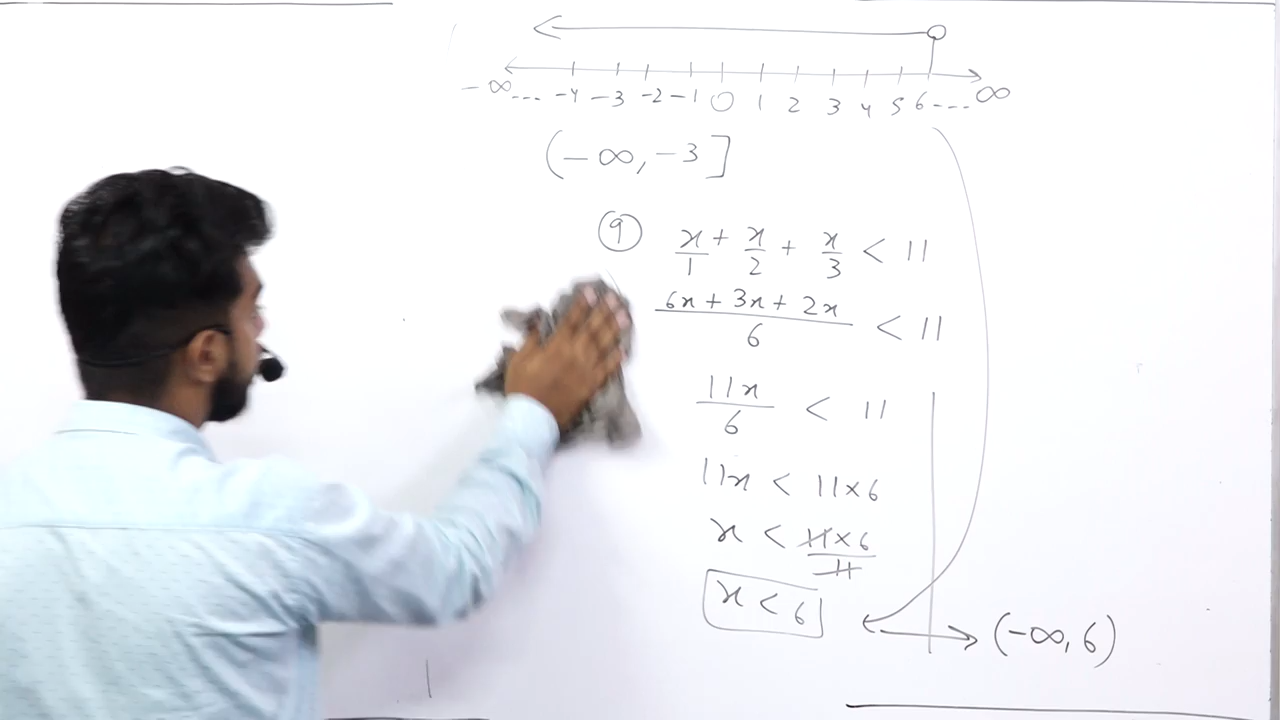 -∞... -4 -3 -2 -1 0 1 2 3 4 5 6 --- ∞
(-∞, -3]
9 x/1 + x/2 + x/3 < 11
6x + 3x + 2x / 6 < 11
11x / 6 < 11
11x < 11×6
x < 11×6 / 11
x < 6
(-∞, 6)